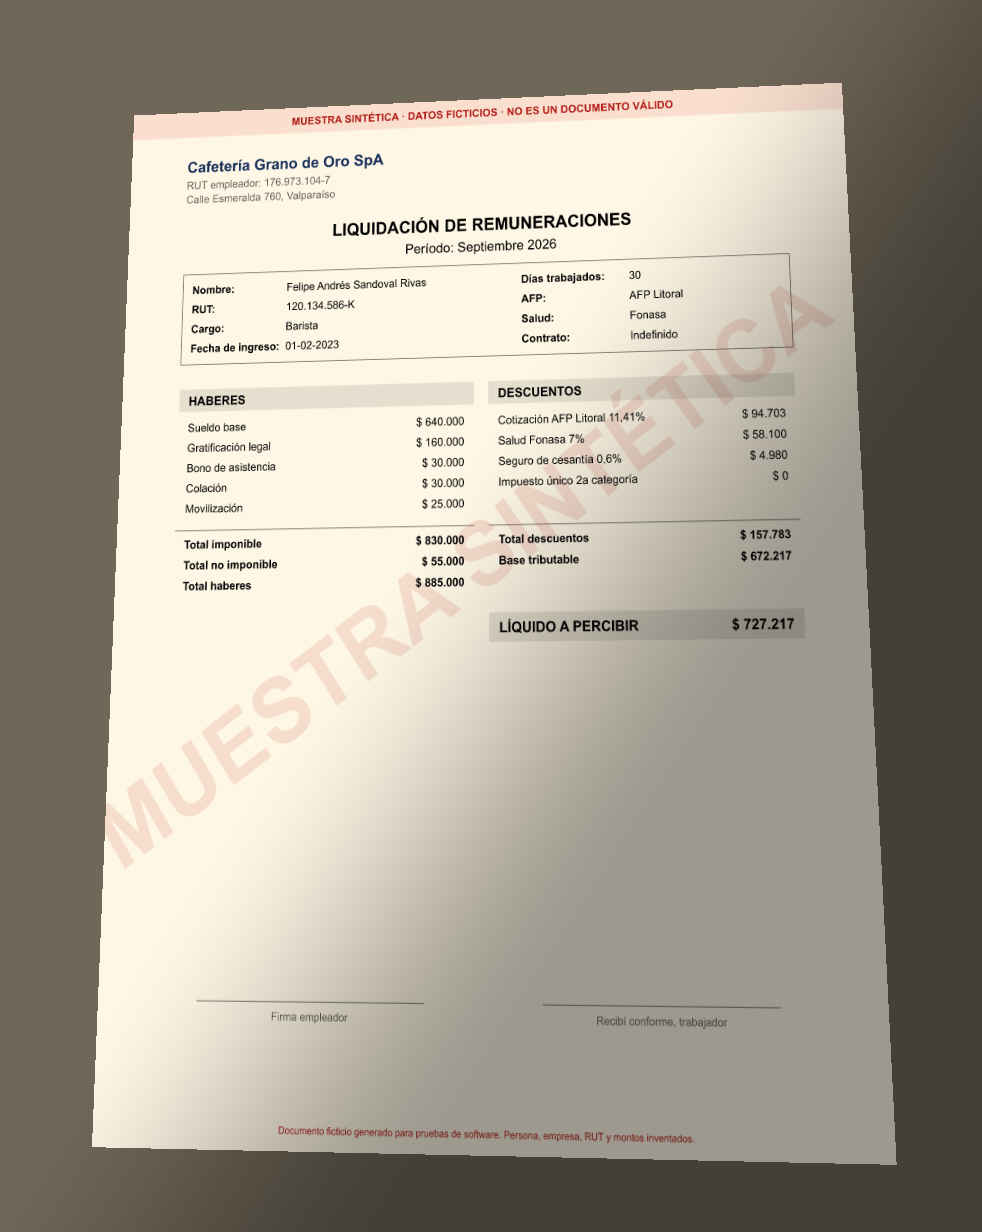 MUESTRA SINTÉTICA · DATOS FICTICIOS · NO ES UN DOCUMENTO VÁLIDO
Cafetería Grano de Oro SpA
RUT empleador: 176.973.104-7
Calle Esmeralda 760, Valparaíso
LIQUIDACIÓN DE REMUNERACIONES
Período: Septiembre 2026
Nombre: Felipe Andrés Sandoval Rivas Días trabajados: 30
RUT: 120.134.586-K AFP: AFP Litoral
Cargo: Barista Salud: Fonasa
Fecha de ingreso: 01-02-2023 Contrato: Indefinido
HABERES DESCUENTOS
Sueldo base $ 640.000 Cotización AFP Litoral 11,41% $ 94.703
Gratificación legal $ 160.000 Salud Fonasa 7% $ 58.100
Bono de asistencia $ 30.000 Seguro de cesantía 0,6% $ 4.980
Colación $ 30.000 Impuesto único 2a categoría $ 0
Movilización $ 25.000
Total imponible $ 830.000 Total descuentos $ 157.783
Total no imponible $ 55.000 Base tributable $ 672.217
Total haberes $ 885.000
LÍQUIDO A PERCIBIR $ 727.217
MUESTRA SINTÉTICA
Firma empleador Recibí conforme, trabajador
Documento ficticio generado para pruebas de software. Persona, empresa, RUT y montos inventados.